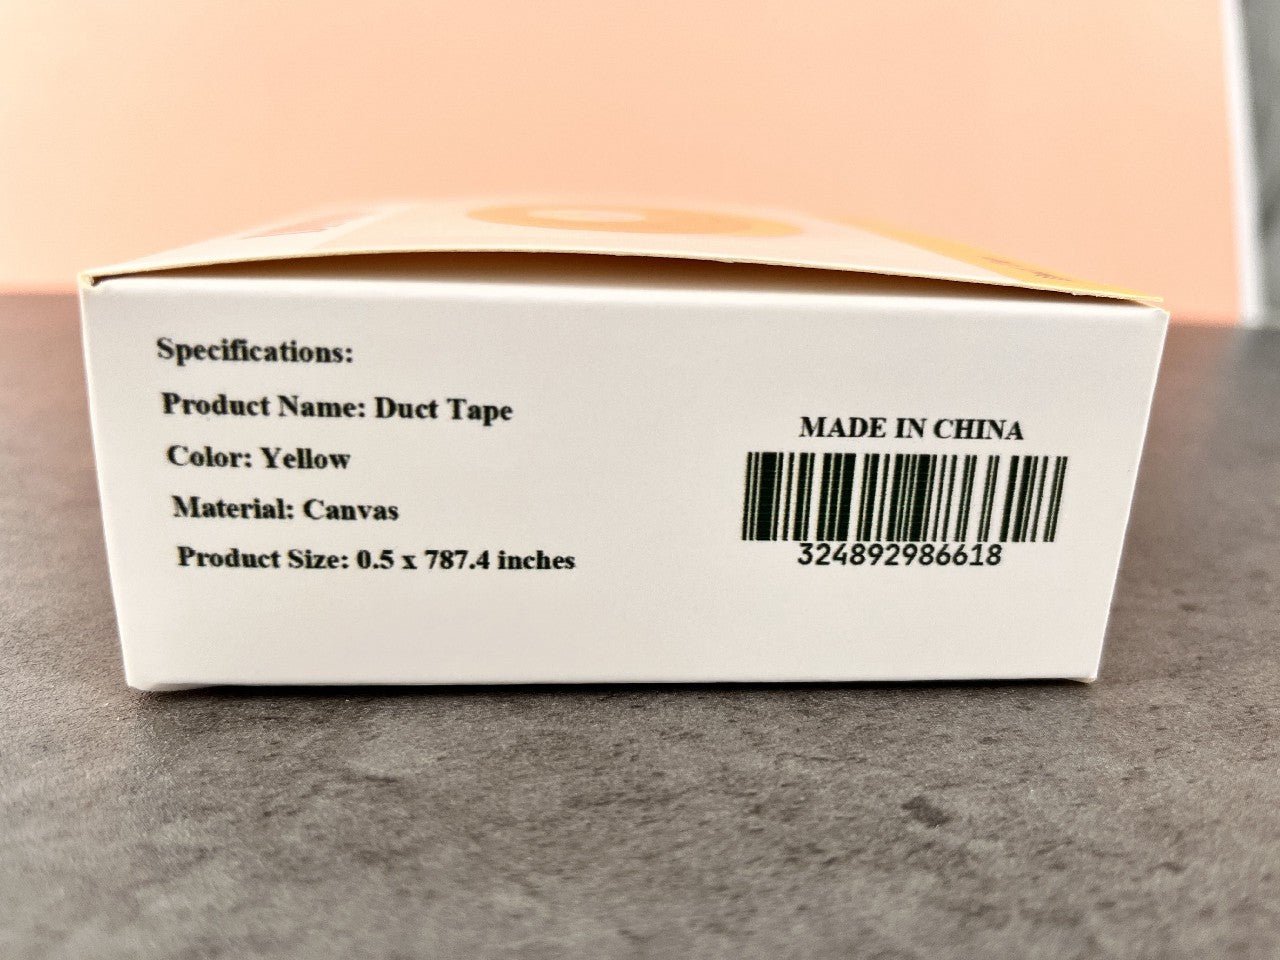 Specifications:
Product Name: Duct Tape
Color: Yellow
Material: Canvas
Product Size: 0.5 x 787.4 inches
MADE IN CHINA
324892986618